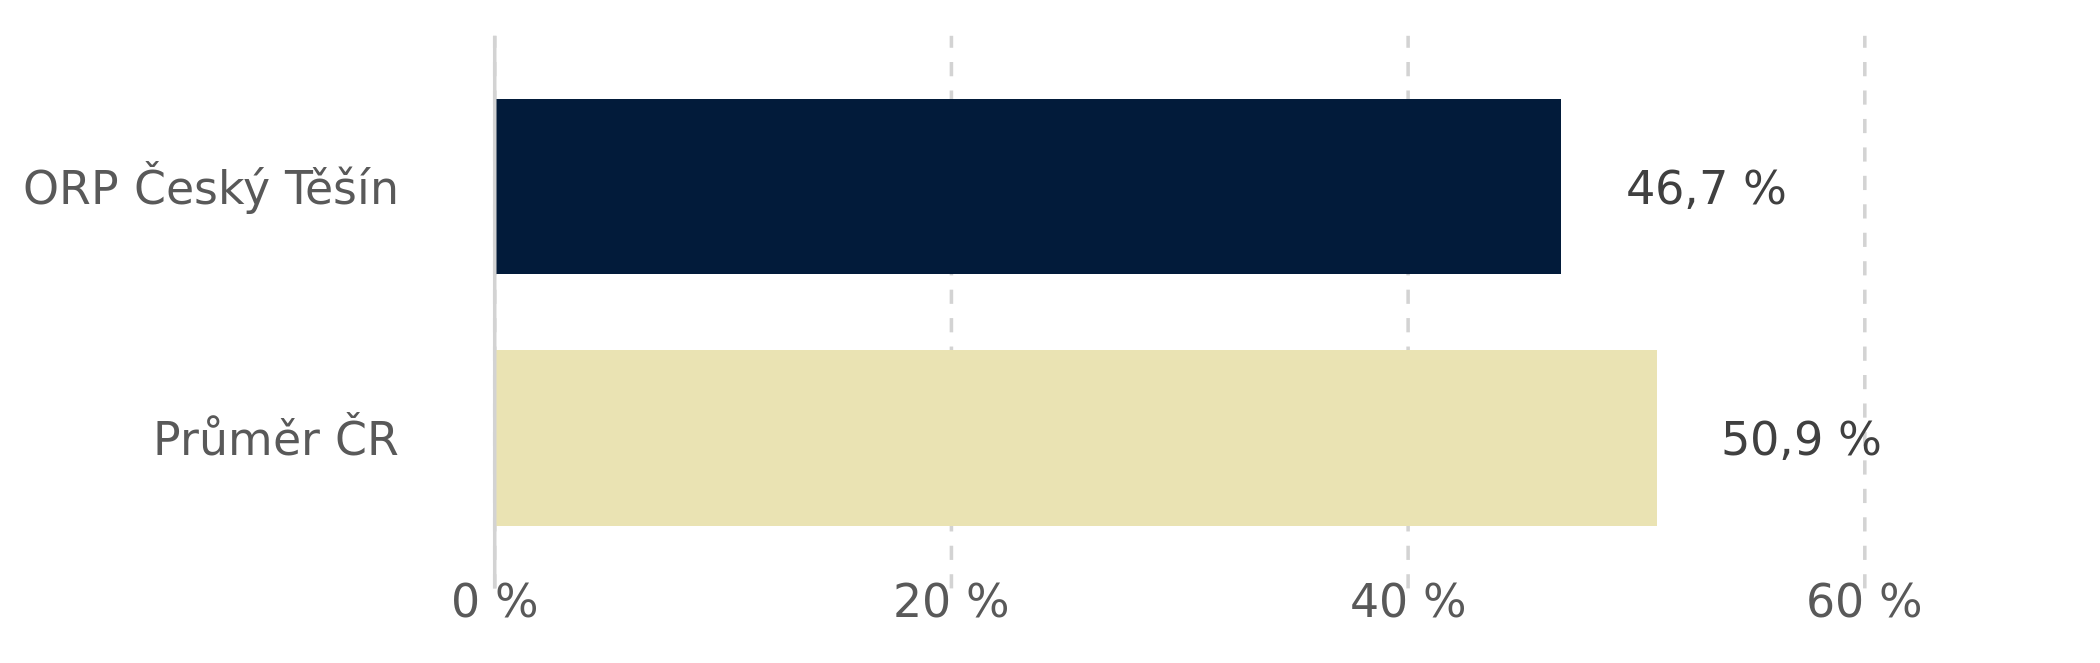 ORP Český Těšín
46,7 %
Průměr ČR
50,9 %
0 % 20 % 40 % 60 %